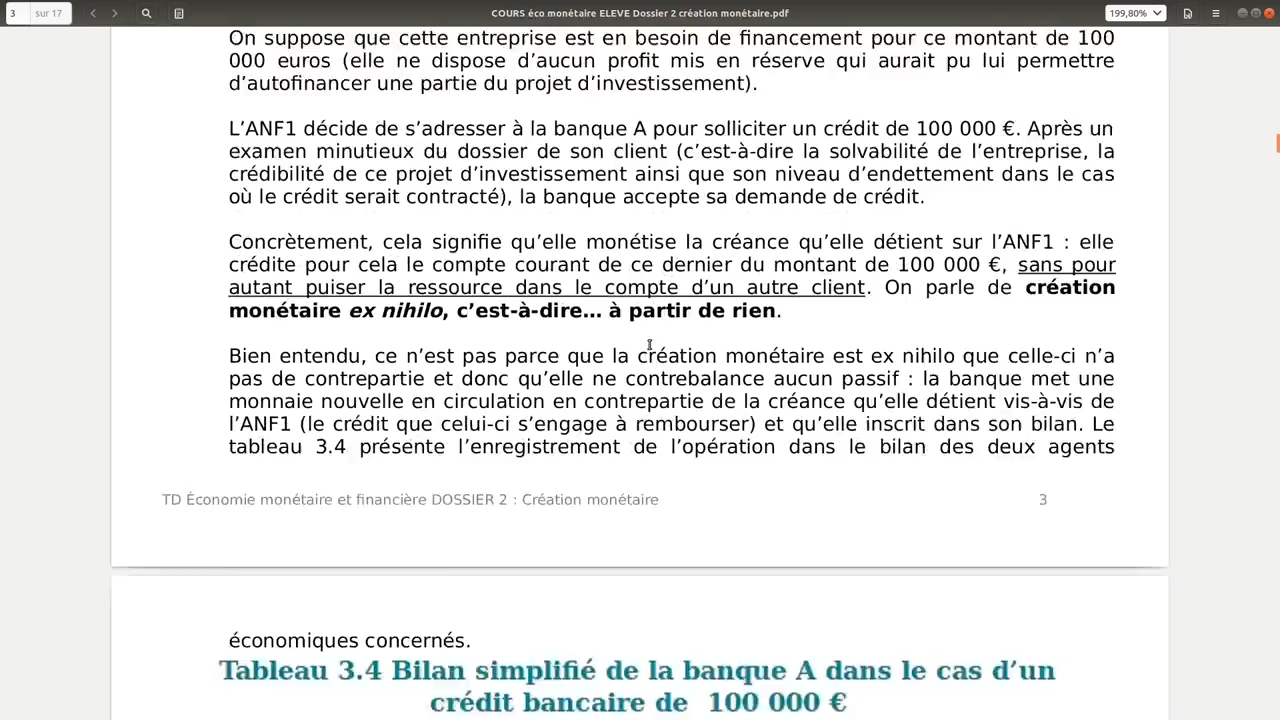 3 sur 17
COURS éco monétaire ELEVE Dossier 2 création monétaire.pdf
199,80%
On suppose que cette entreprise est en besoin de financement pour ce montant de 100
000 euros (elle ne dispose d’aucun profit mis en réserve qui aurait pu lui permettre
d’autofinancer une partie du projet d’investissement).
L’ANF1 décide de s’adresser à la banque A pour solliciter un crédit de 100 000 €. Après un
examen minutieux du dossier de son client (c’est-à-dire la solvabilité de l’entreprise, la
crédibilité de ce projet d’investissement ainsi que son niveau d’endettement dans le cas
où le crédit serait contracté), la banque accepte sa demande de crédit.
Concrètement, cela signifie qu’elle monétise la créance qu’elle détient sur l’ANF1 : elle
crédite pour cela le compte courant de ce dernier du montant de 100 000 €, sans pour
autant puiser la ressource dans le compte d’un autre client. On parle de création
monétaire ex nihilo, c’est-à-dire… à partir de rien.
Bien entendu, ce n’est pas parce que la création monétaire est ex nihilo que celle-ci n’a
pas de contrepartie et donc qu’elle ne contrebalance aucun passif : la banque met une
monnaie nouvelle en circulation en contrepartie de la créance qu’elle détient vis-à-vis de
l’ANF1 (le crédit que celui-ci s’engage à rembourser) et qu’elle inscrit dans son bilan. Le
tableau 3.4 présente l’enregistrement de l’opération dans le bilan des deux agents
TD Économie monétaire et financière DOSSIER 2 : Création monétaire 3
économiques concernés.
Tableau 3.4 Bilan simplifié de la banque A dans le cas d’un
crédit bancaire de 100 000 €